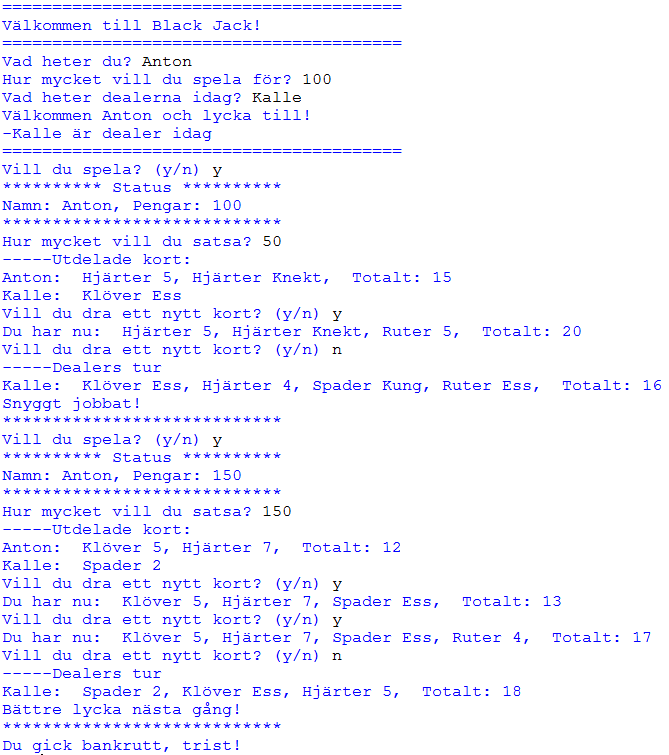 ========================================
Välkommen till Black Jack!
========================================
Vad heter du? Anton
Hur mycket vill du spela för? 100
Vad heter dealerna idag? Kalle
Välkommen Anton och lycka till!
-Kalle är dealer idag
========================================
Vill du spela? (y/n) y
********** Status **********
Namn: Anton, Pengar: 100
****************************
Hur mycket vill du satsa? 50
-----Utdelade kort:
Anton:  Hjärter 5, Hjärter Knekt,  Totalt: 15
Kalle:  Klöver Ess
Vill du dra ett nytt kort? (y/n) y
Du har nu:  Hjärter 5, Hjärter Knekt, Ruter 5,  Totalt: 20
Vill du dra ett nytt kort? (y/n) n
-----Dealers tur
Kalle:  Klöver Ess, Hjärter 4, Spader Kung, Ruter Ess,  Totalt: 16
Snyggt jobbat!
****************************
Vill du spela? (y/n) y
********** Status **********
Namn: Anton, Pengar: 150
****************************
Hur mycket vill du satsa? 150
-----Utdelade kort:
Anton:  Klöver 5, Hjärter 7,  Totalt: 12
Kalle:  Spader 2
Vill du dra ett nytt kort? (y/n) y
Du har nu:  Klöver 5, Hjärter 7, Spader Ess,  Totalt: 13
Vill du dra ett nytt kort? (y/n) y
Du har nu:  Klöver 5, Hjärter 7, Spader Ess, Ruter 4,  Totalt: 17
Vill du dra ett nytt kort? (y/n) n
-----Dealers tur
Kalle:  Spader 2, Klöver Ess, Hjärter 5,  Totalt: 18
Bättre lycka nästa gång!
****************************
Du gick bankrutt, trist!